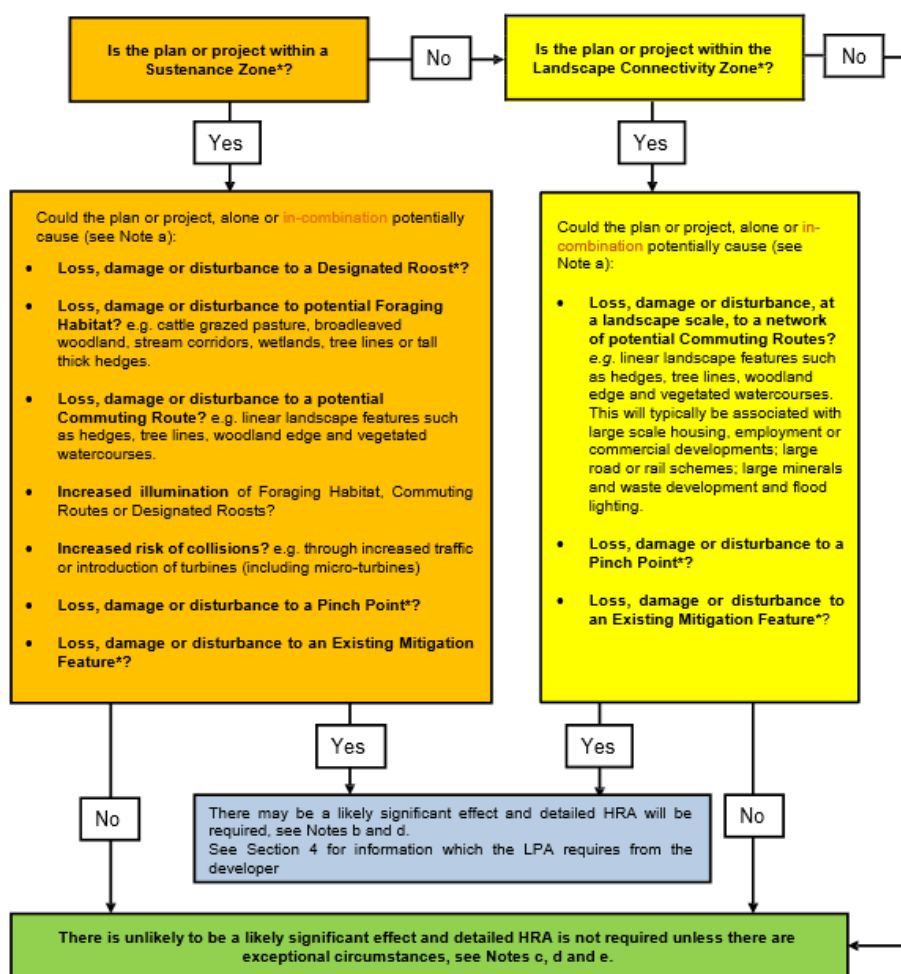 Is the plan or project within a
Sustenance Zone*?
No
Is the plan or project within the
Landscape Connectivity Zone*?
No
Yes
Yes
Could the plan or project, alone or in-combination potentially
cause (see Note a):
• Loss, damage or disturbance to a Designated Roost*?
• Loss, damage or disturbance to potential Foraging
Habitat? e.g. cattle grazed pasture, broadleaved
woodland, stream corridors, wetlands, tree lines or tall
thick hedges.
• Loss, damage or disturbance to a potential
Commuting Route? e.g. linear landscape features such
as hedges, tree lines, woodland edge and vegetated
watercourses.
• Increased illumination of Foraging Habitat, Commuting
Routes or Designated Roosts?
• Increased risk of collisions? e.g. through increased traffic
or introduction of turbines (including micro-turbines)
• Loss, damage or disturbance to a Pinch Point*?
• Loss, damage or disturbance to an Existing Mitigation
Feature*?
Could the plan or project, alone or in-
combination potentially cause (see
Note a):
• Loss, damage or disturbance, at
a landscape scale, to a network
of potential Commuting Routes?
e.g. linear landscape features such
as hedges, tree lines, woodland
edge and vegetated watercourses.
This will typically be associated with
large scale housing, employment or
commercial developments; large
road or rail schemes; large minerals
and waste development and flood
lighting.
• Loss, damage or disturbance to a
Pinch Point*?
• Loss, damage or disturbance to
an Existing Mitigation Feature*?
Yes
Yes
No
No
There may be a likely significant effect and detailed HRA will be
required, see Notes b and d.
See Section 4 for information which the LPA requires from the
developer
There is unlikely to be a likely significant effect and detailed HRA is not required unless there are
exceptional circumstances, see Notes c, d and e.